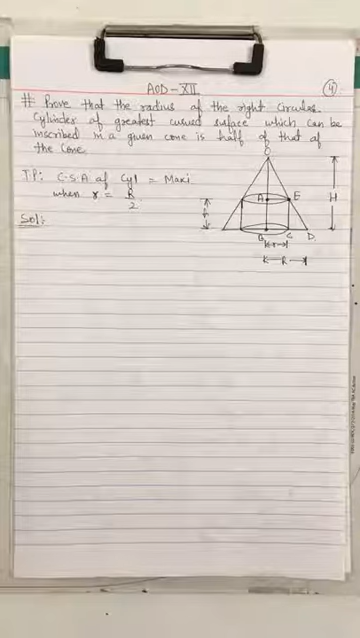 AOD-XII
4
# Prove that the radius of the right circular
Cylinder of greatest curved surface which can be
inscribed in a given cone is half of that of
the cone.
O
T.P: C.S.A of Cyl = Maxi
when r = R/2
Sol:
A E
h
H
B C D
r
R